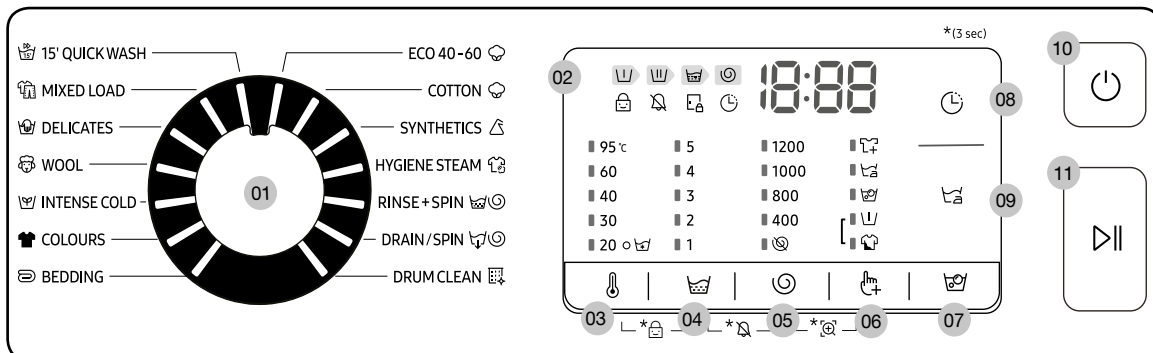 15' QUICK WASH
MIXED LOAD
DELICATES
WOOL
INTENSE COLD
COLOURS
BEDDING
01
ECO 40-60
COTTON
SYNTHETICS
HYGIENE STEAM
RINSE+SPIN
DRAIN/SPIN
DRUM CLEAN
*(3 sec)
02
18:88
95 ℃ 5 1200
60 4 1000
40 3 800
30 2 400
20 1
03 04 05 06 07
* * *
08
09
10
11